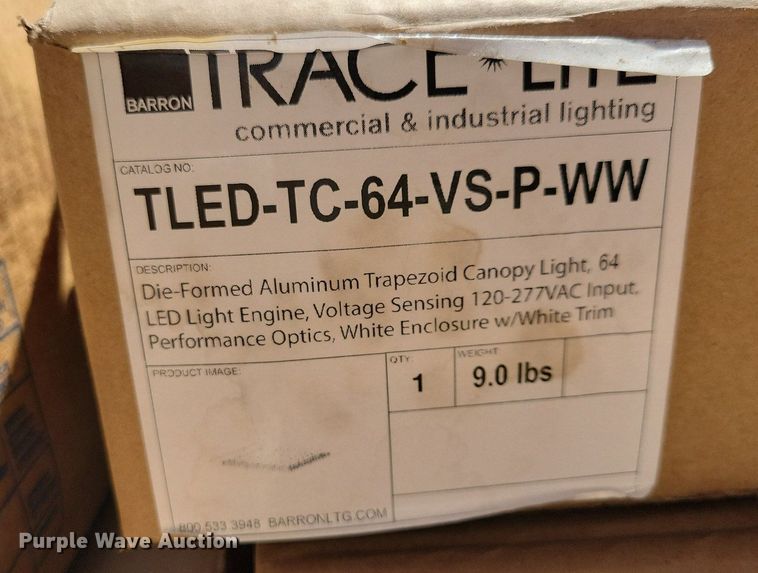 TRACE*LITE
BARRON
commercial & industrial lighting
CATALOG NO:
TLED-TC-64-VS-P-WW
DESCRIPTION:
Die-Formed Aluminum Trapezoid Canopy Light, 64
LED Light Engine, Voltage Sensing 120-277VAC Input,
Performance Optics, White Enclosure w/White Trim
PRODUCT IMAGE:
QTY:
WEIGHT:
1
9.0 lbs
800 533 3948 BARRONLTG.COM
Purple Wave Auction